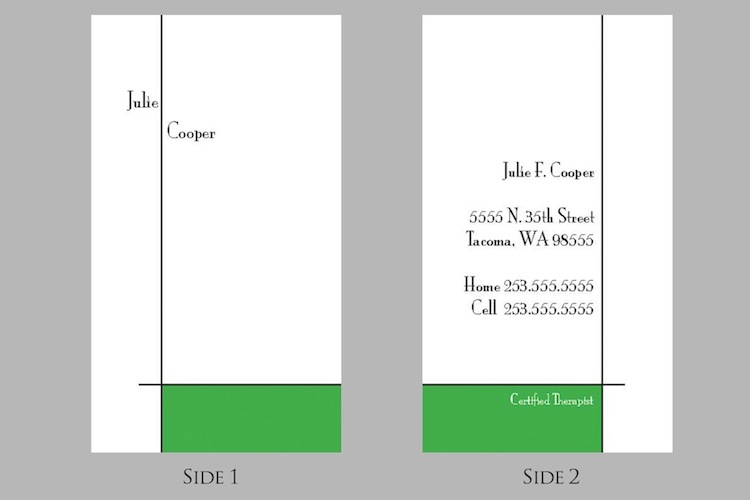 Julie
Cooper
SIDE 1
Julie F. Cooper
5555 N. 35th Street
Tacoma, WA 98555
Home 253.555.5555
Cell 253.555.5555
Certified Therapist
SIDE 2